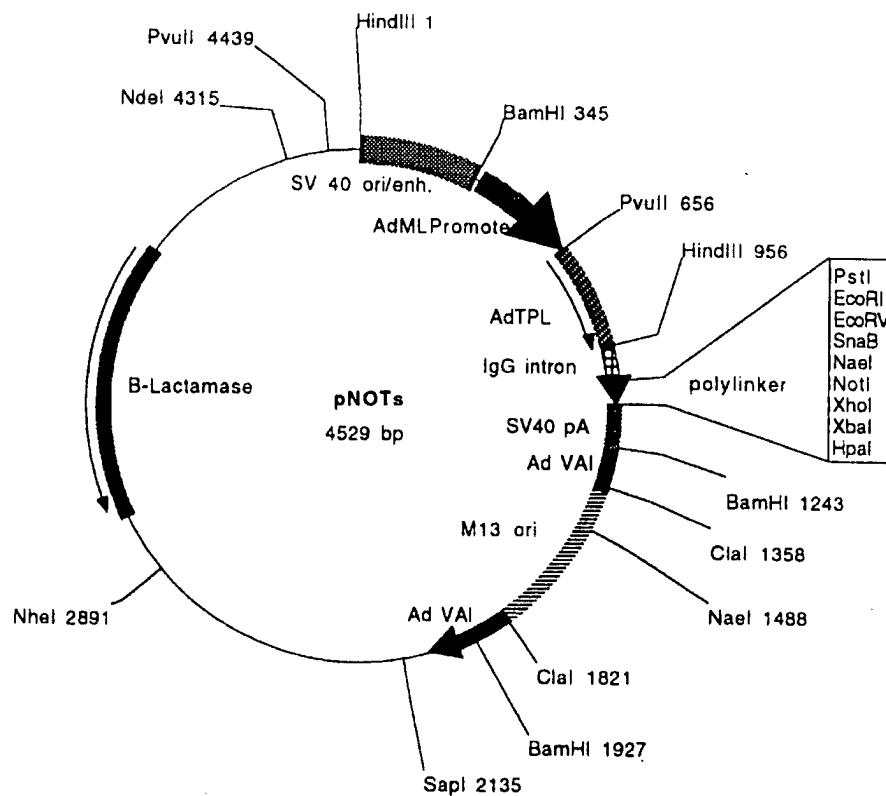 HindIII 1
PvuII 4439
NdeI 4315
BamHI 345
SV 40 ori/enh.
AdMLPromote
PvuII 656
HindIII 956
PstI
EcoRI
EcoRV
SnaB
NaeI
NotI
XhoI
XbaI
HpaI
AdTPL
IgG intron
polylinker
B-Lactamase
pNOTs
4529 bp
SV40 pA
Ad VAI
BamHI 1243
M13 ori
ClaI 1358
NaeI 1488
NheI 2891
Ad VAI
ClaI 1821
BamHI 1927
SapI 2135